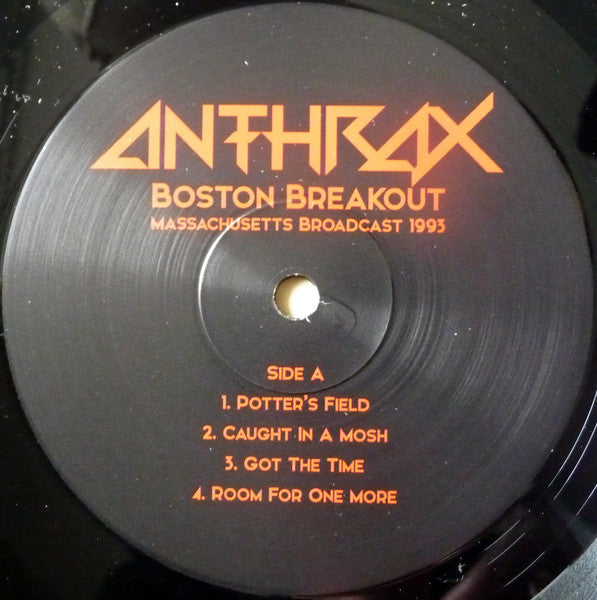 ANTHRAX
BOSTON BREAKOUT
MASSACHUSETTS BROADCAST 1993
SIDE A
1. POTTER'S FIELD
2. CAUGHT IN A MOSH
3. GOT THE TIME
4. ROOM FOR ONE MORE